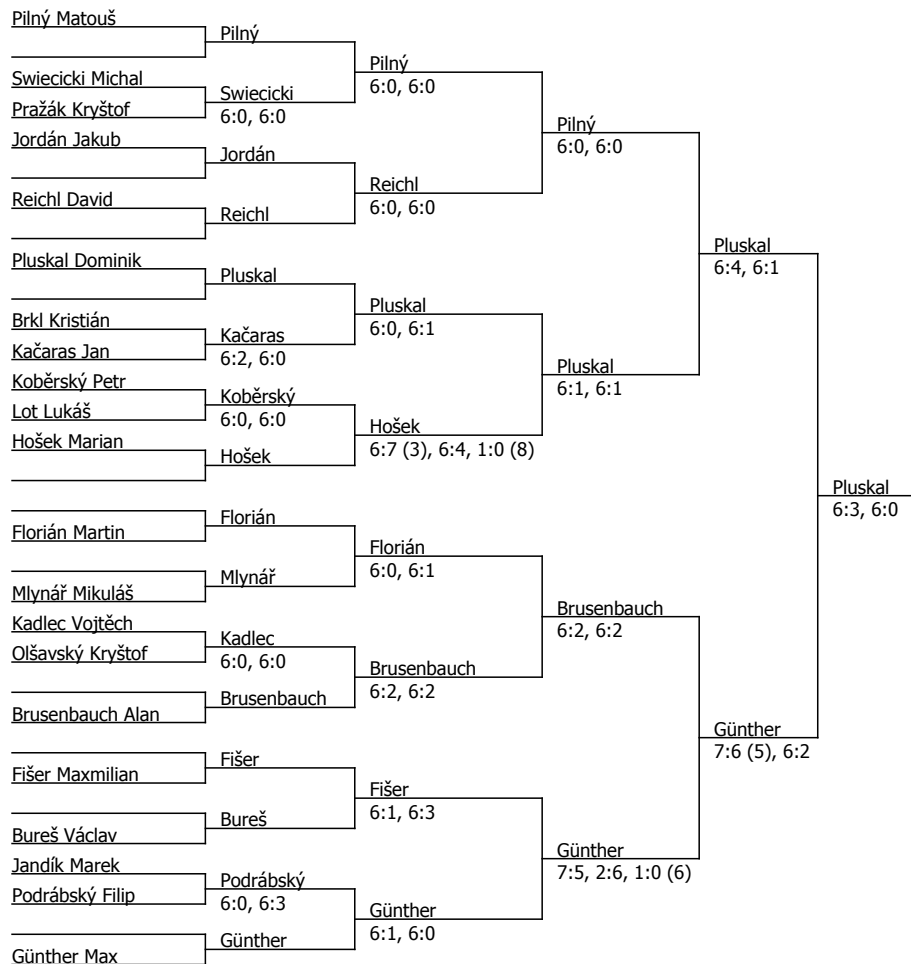 Pilný Matouš
Swiecicki Michal
Pražák Kryštof
Jordán Jakub
Reichl David
Pluskal Dominik
Brkl Kristián
Kačaras Jan
Koběrský Petr
Lot Lukáš
Hošek Marian
Florián Martin
Mlynář Mikuláš
Kadlec Vojtěch
Olšavský Kryštof
Brusenbauch Alan
Fišer Maxmilian
Bureš Václav
Jandík Marek
Podrábský Filip
Günther Max
Pilný
Swiecicki
6:0, 6:0
Jordán
Reichl
Pluskal
Kačaras
6:2, 6:0
Koběrský
6:0, 6:0
Hošek
Florián
Mlynář
Kadlec
6:0, 6:0
Brusenbauch
Fišer
Bureš
Podrábský
6:0, 6:3
Günther
Pilný
6:0, 6:0
Reichl
6:0, 6:0
Pluskal
6:0, 6:1
Hošek
6:7 (3), 6:4, 1:0 (8)
Florián
6:0, 6:1
Brusenbauch
6:2, 6:2
Fišer
6:1, 6:3
Günther
6:1, 6:0
Pilný
6:0, 6:0
Pluskal
6:1, 6:1
Brusenbauch
6:2, 6:2
Günther
7:5, 2:6, 1:0 (6)
Pluskal
6:4, 6:1
Günther
7:6 (5), 6:2
Pluskal
6:3, 6:0